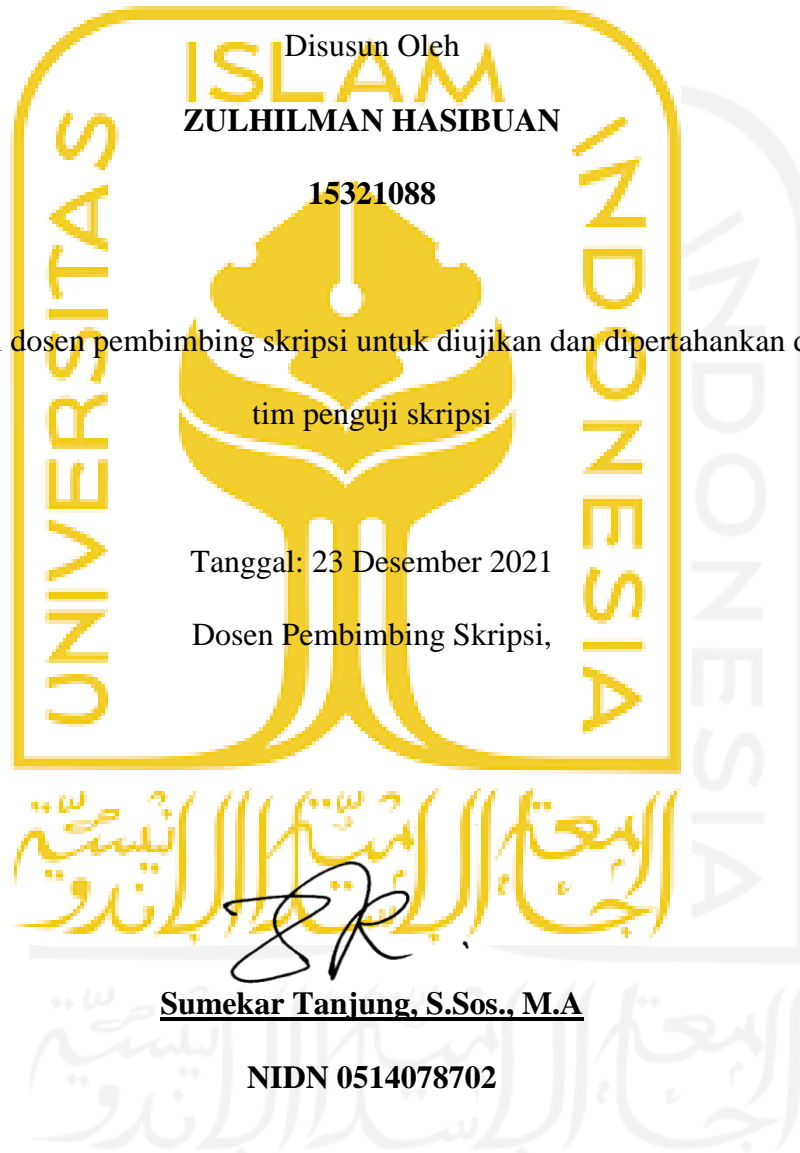 Disusun Oleh
ISLAM
ZULHILMAN HASIBUAN
UNIVERSITAS
INDONESIA
15321088
dosen pembimbing skripsi untuk diujikan dan dipertahankan
tim penguji skripsi
Tanggal: 23 Desember 2021
Dosen Pembimbing Skripsi,
Sumekar Tanjung, S.Sos., M.A
NIDN 0514078702